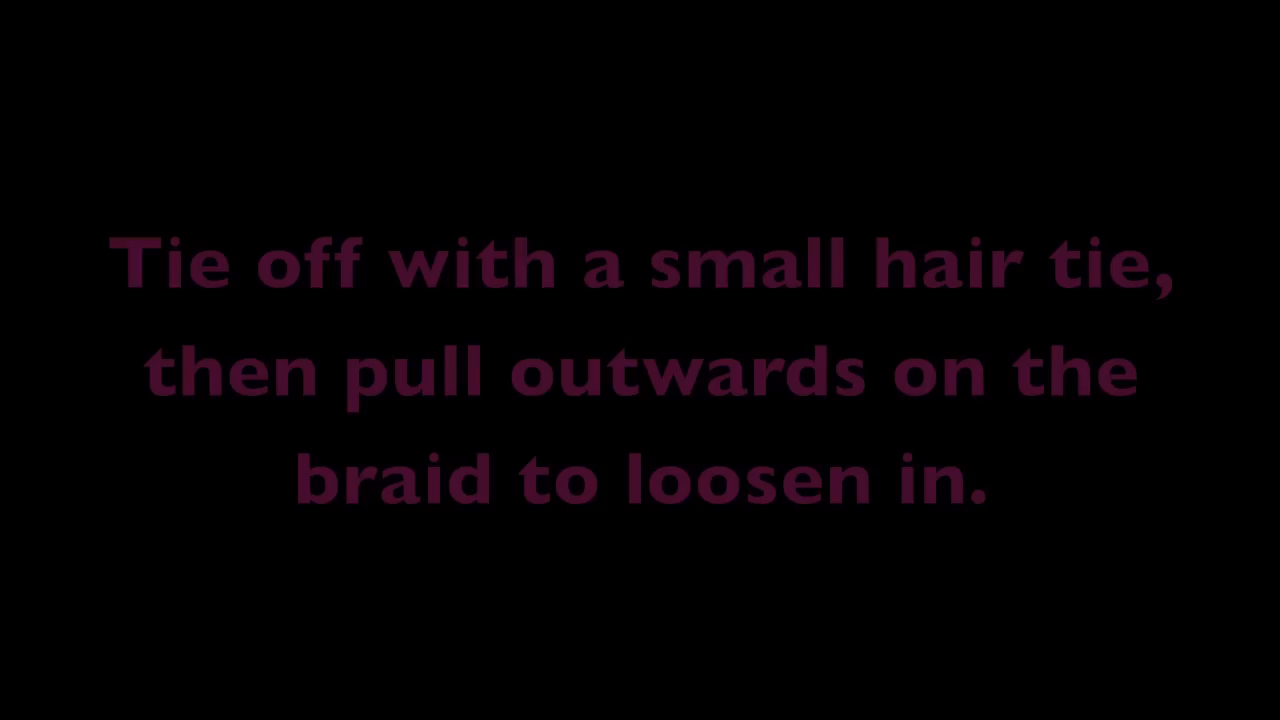 Tie off with a small hair tie,
then pull outwards on the
braid to loosen in.